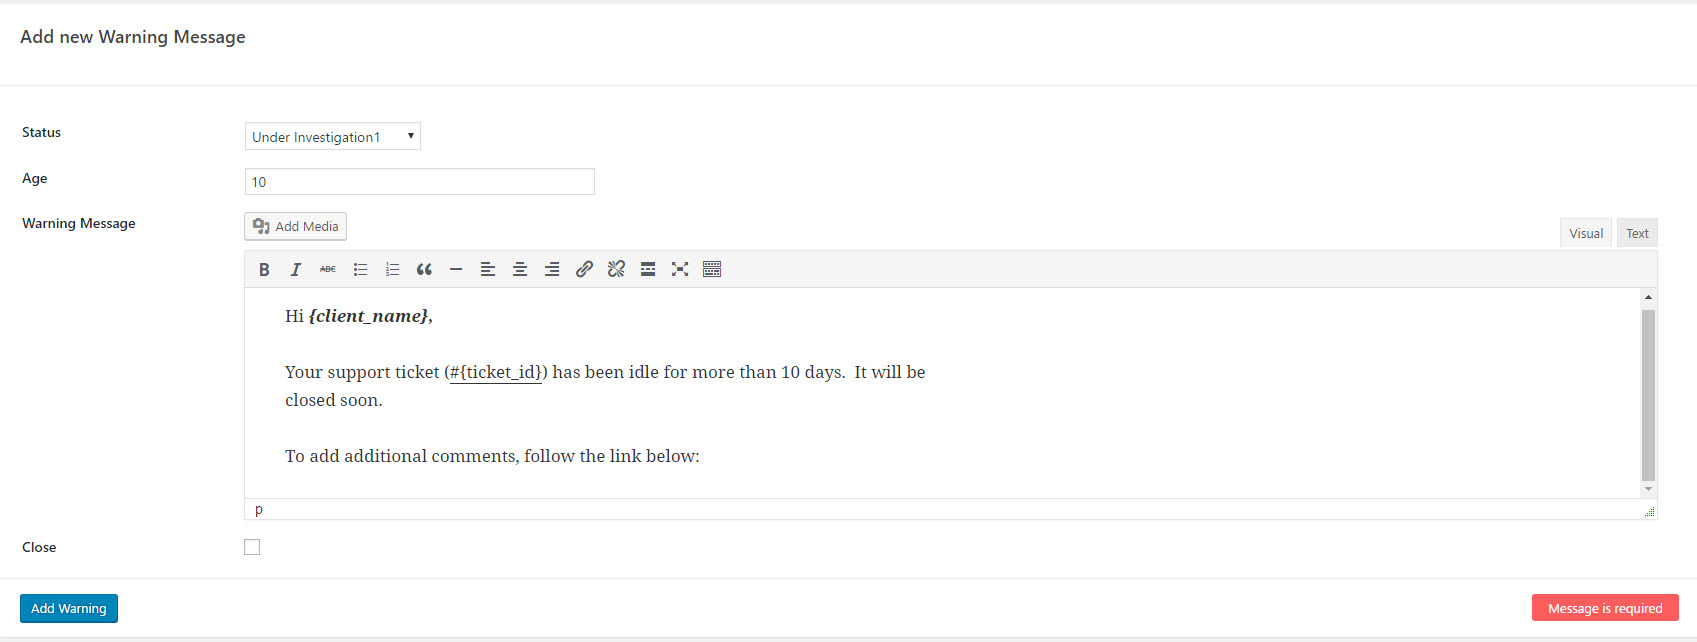 Add new Warning Message
Status
Under Investigation1
Age
10
Warning Message
Add Media
Visual Text
B I ABC
Hi {client_name},
Your support ticket (#{ticket_id}) has been idle for more than 10 days.  It will be
closed soon.
To add additional comments, follow the link below:
p
Close
Add Warning
Message is required